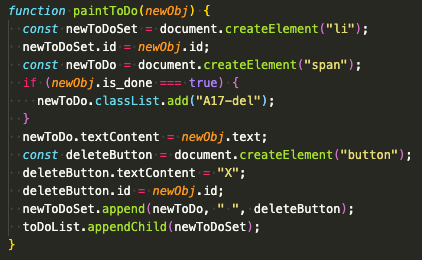 function paintToDo(newObj) {
const newToDoSet = document.createElement("li");
newToDoSet.id = newObj.id;
const newToDo = document.createElement("span");
if (newObj.is_done === true) {
newToDo.classList.add("A17-del");
}
newToDo.textContent = newObj.text;
const deleteButton = document.createElement("button");
deleteButton.textContent = "X";
deleteButton.id = newObj.id;
newToDoSet.append(newToDo, " ", deleteButton);
toDoList.appendChild(newToDoSet);
}